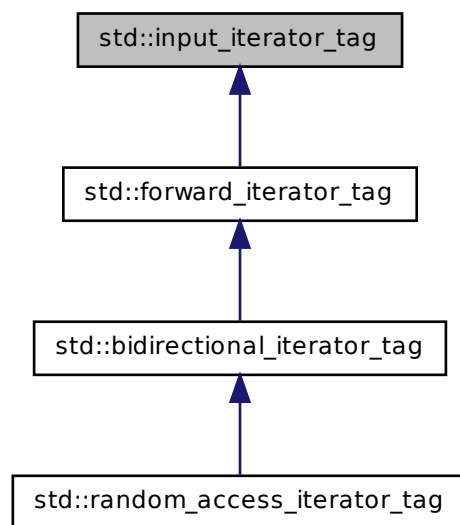 std::input_iterator_tag
std::forward_iterator_tag
std::bidirectional_iterator_tag
std::random_access_iterator_tag